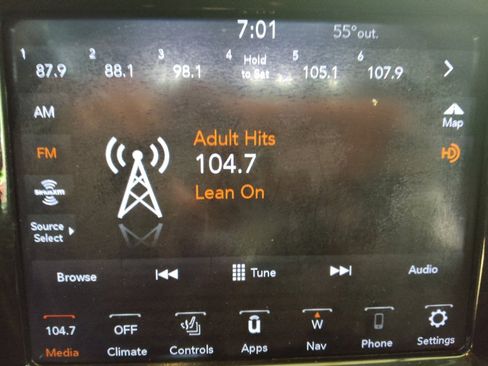 7:01 55°out.
1 87.9 2 88.1 3 98.1 4 Hold to Set 5 105.1 6 107.9
AM
Map
Adult Hits
FM
104.7
HD
Lean On
SiriusXM
Source
Select
Browse Tune Audio
104.7 OFF ü W
Media Climate Controls Apps Nav Phone Settings